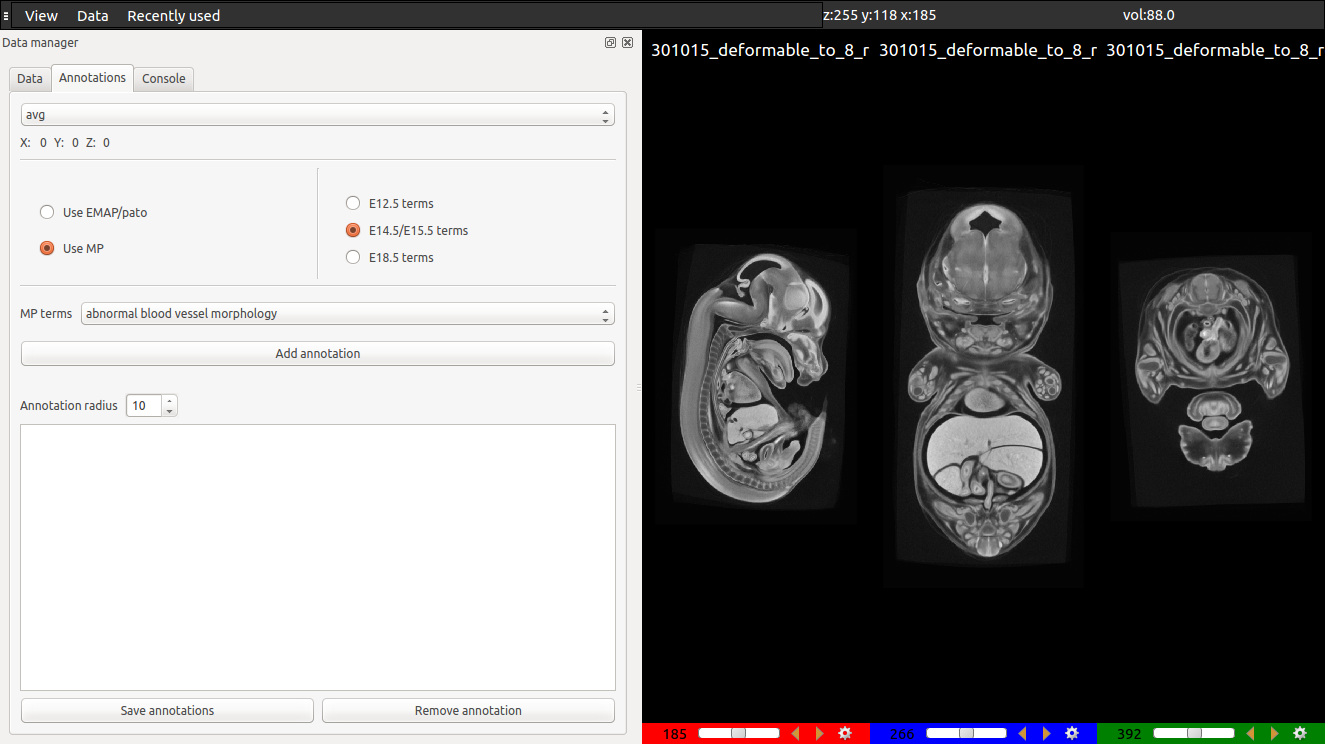 View Data Recently used z:255 y:118 x:185 vol:88.0
Data manager
Data Annotations Console
avg
X: 0 Y: 0 Z: 0
Use EMAP/pato
Use MP
E12.5 terms
E14.5/E15.5 terms
E18.5 terms
MP terms abnormal blood vessel morphology
Add annotation
Annotation radius 10
Save annotations Remove annotation
301015_deformable_to_8_r 301015_deformable_to_8_r 301015_deformable_to_8_r
185 266 392